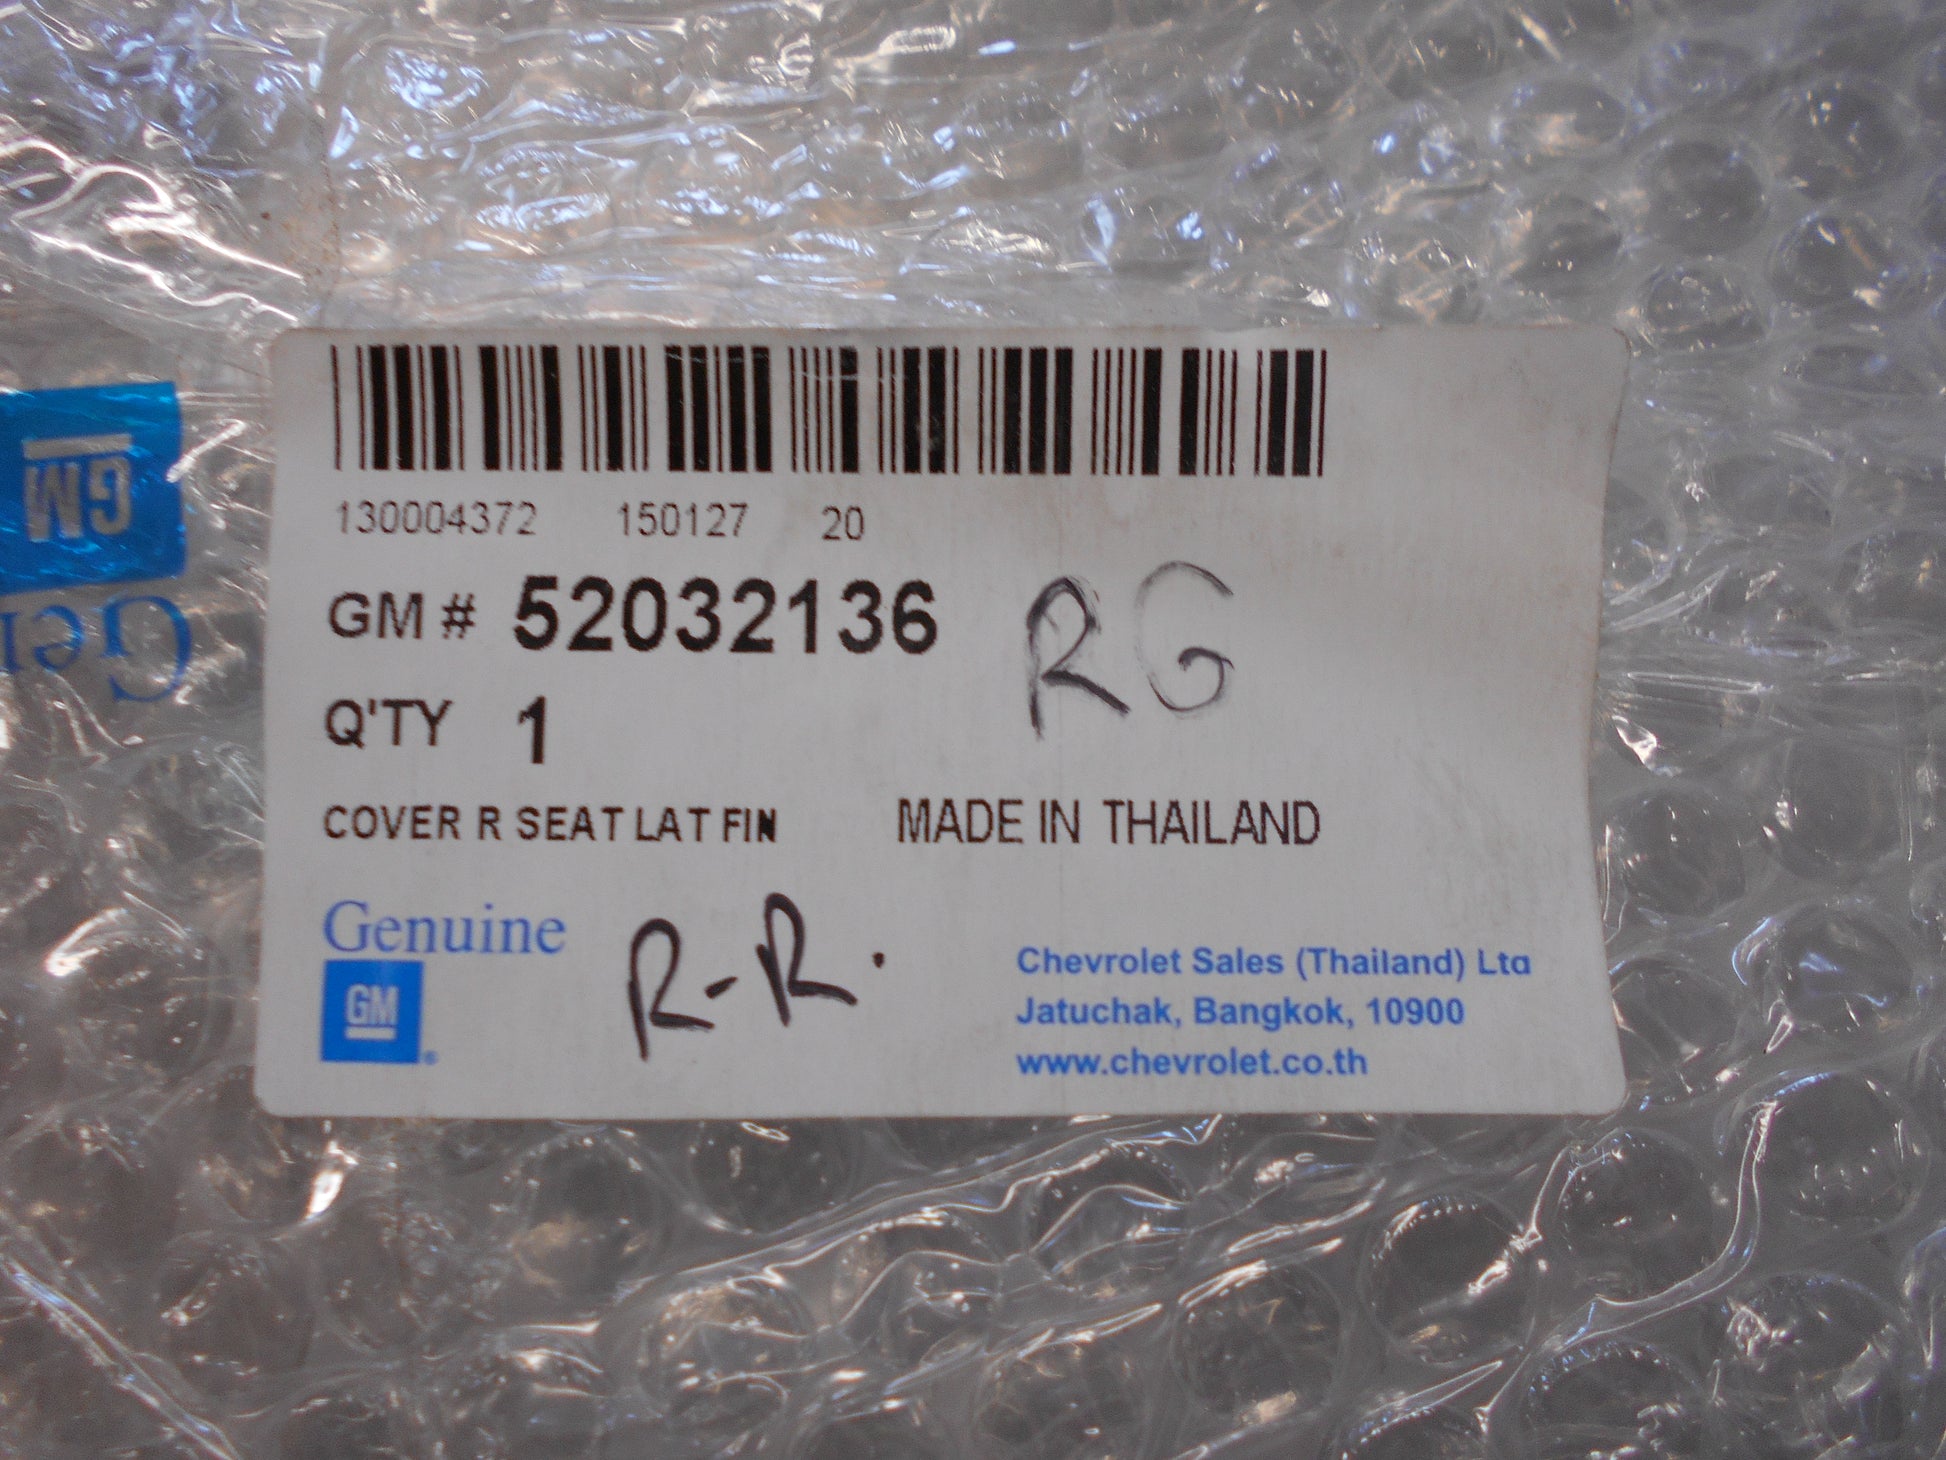 130004372 150127 20
GM # 52032136 RG
Q'TY 1
COVER R SEAT LAT FIN MADE IN THAILAND
Genuine
GM ®
R-R.
Chevrolet Sales (Thailand) Ltd
Jatuchak, Bangkok, 10900
www.chevrolet.co.th
GM